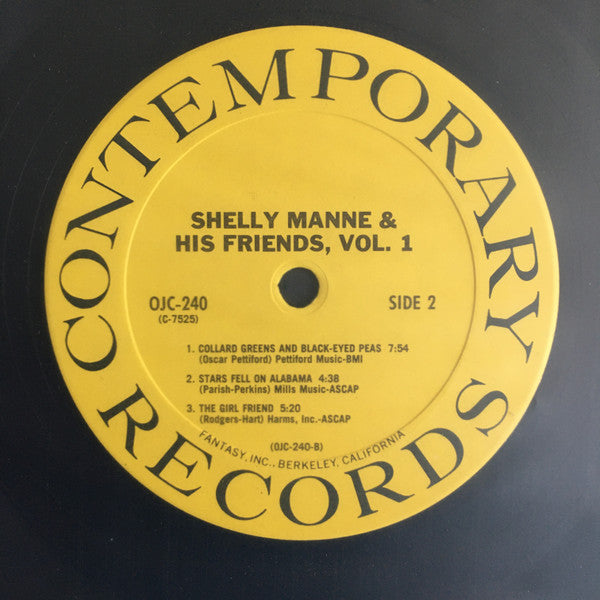 CONTEMPORARY RECORDS
SHELLY MANNE &
HIS FRIENDS, VOL. 1
OJC-240
(C-7525)
SIDE 2
1. COLLARD GREENS AND BLACK-EYED PEAS 7:54
(Oscar Pettiford) Pettiford Music-BMI
2. STARS FELL ON ALABAMA 4:38
(Parish-Perkins) Mills Music-ASCAP
3. THE GIRL FRIEND 5:20
(Rodgers-Hart) Harms, Inc.-ASCAP
(OJC-240-B)
FANTASY, INC., BERKELEY, CALIFORNIA